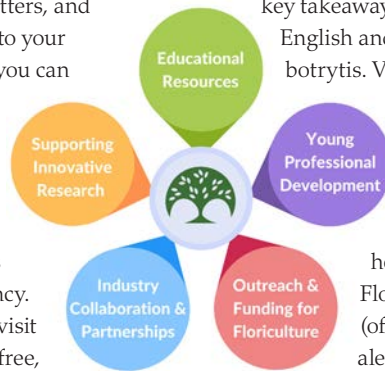 tters, and
to your
you can
key takeaway
English and
botrytis. V
Educational
Resources
Supporting
Innovative
Research
Young
Professional
Development
Industry
Collaboration &
Partnerships
Outreach &
Funding for
Floriculture
ncy.
visit
free,
he
Flo
(of
ale